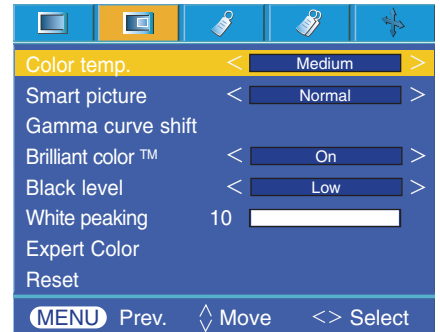 Color temp. < Medium >
Smart picture < Normal >
Gamma curve shift
Brilliant color ™ < On >
Black level < Low >
White peaking 10
Expert Color
Reset
MENU Prev. Move <> Select